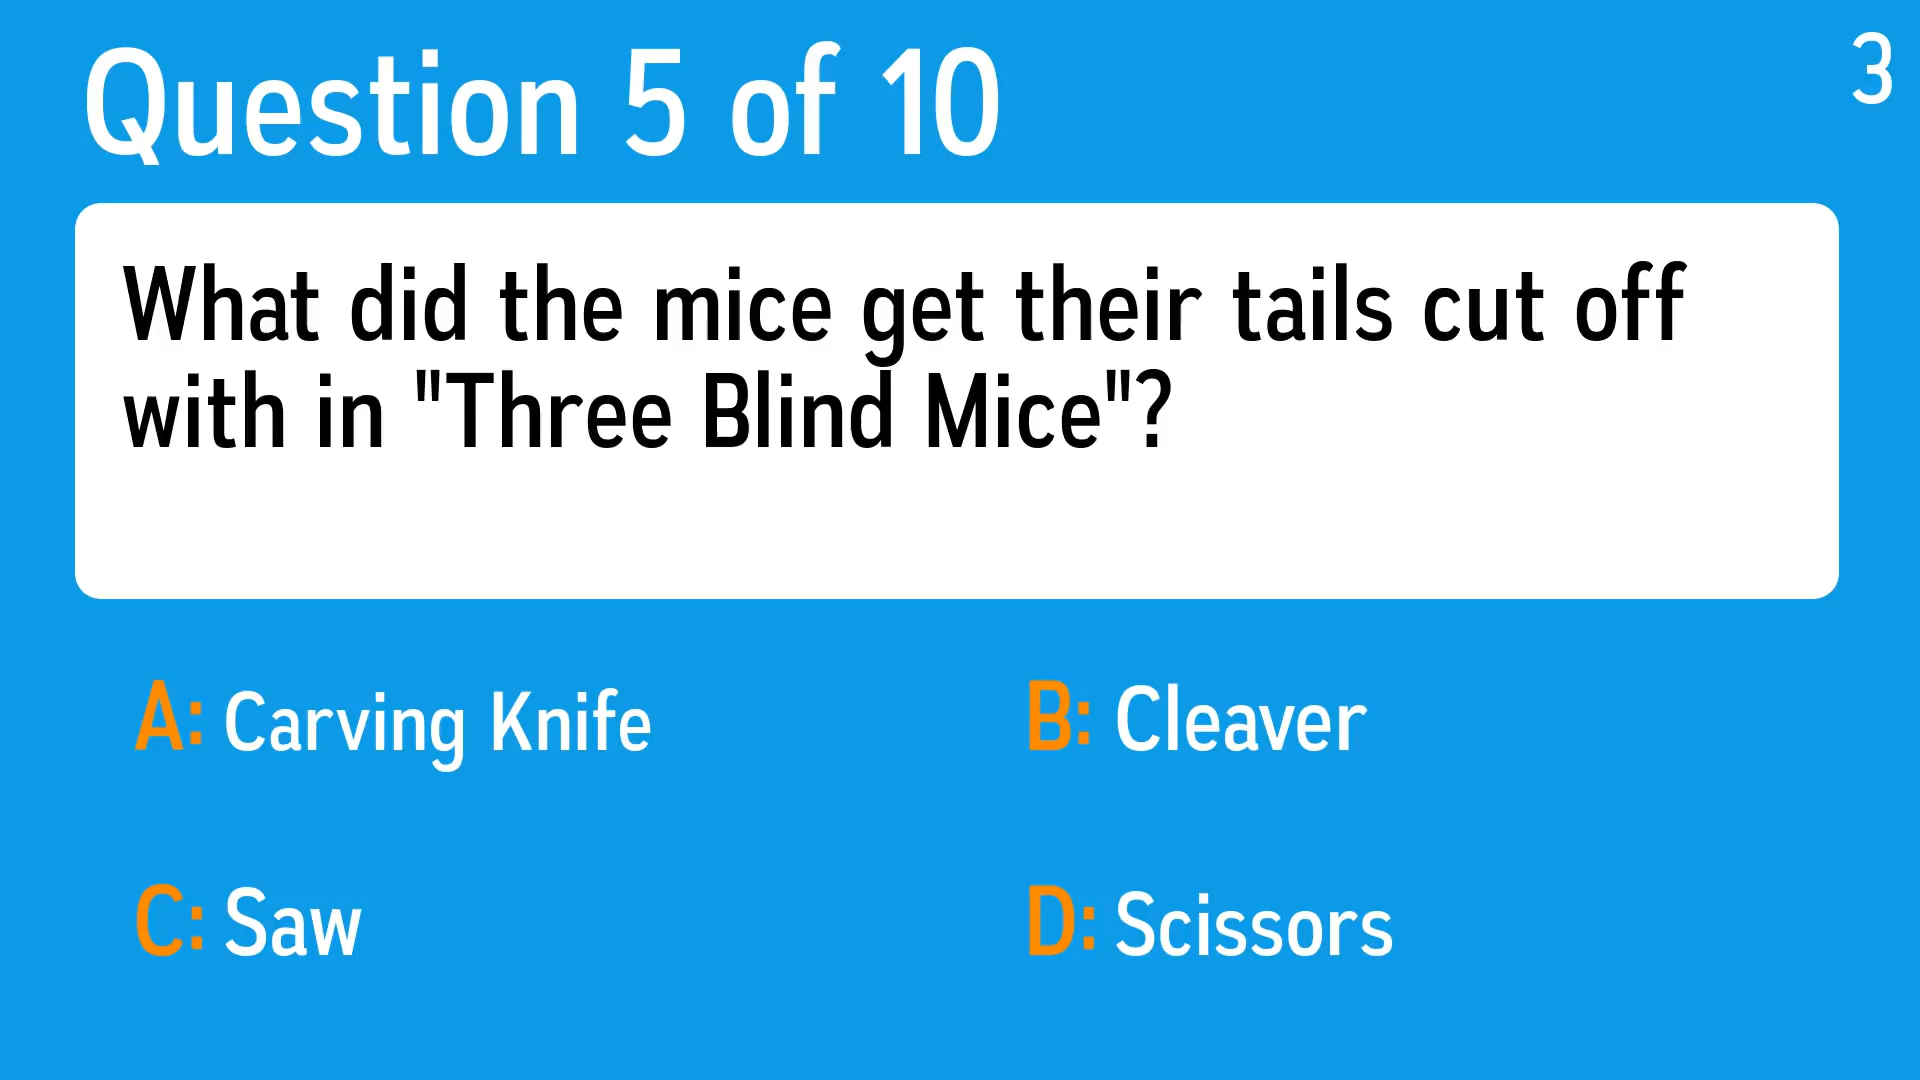 Question 5 of 10
3
What did the mice get their tails cut off
with in "Three Blind Mice"?
A: Carving Knife
B: Cleaver
C: Saw
D: Scissors